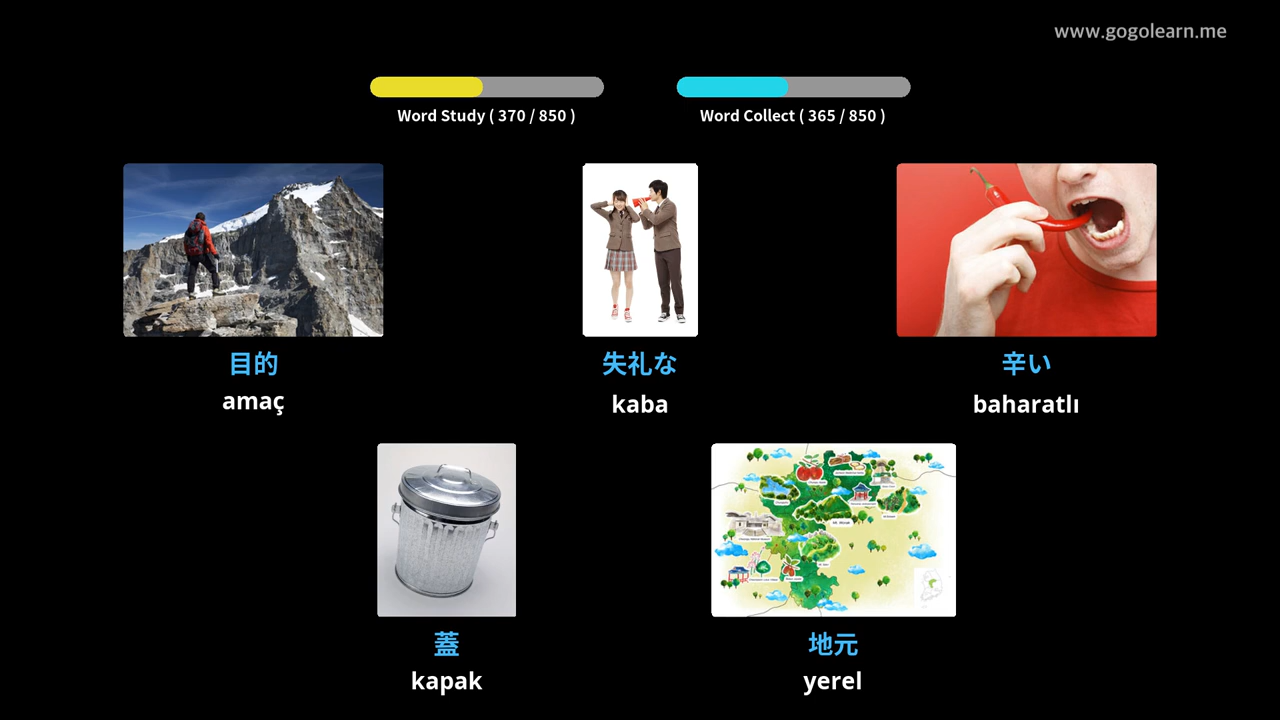 www.gogolearn.me
Word Study ( 370 / 850 )
Word Collect ( 365 / 850 )
目的
amaç
失礼な
kaba
辛い
baharatlı
蓋
kapak
地元
yerel